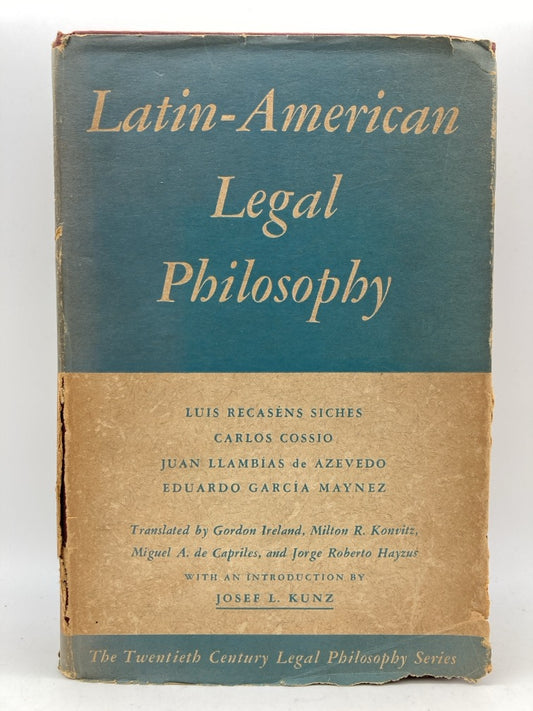 Latin-American
Legal
Philosophy
LUIS RECASÉNS SICHES
CARLOS COSSIO
JUAN LLAMBÍAS de AZEVEDO
EDUARDO GARCÍA MAYNEZ
Translated by Gordon Ireland, Milton R. Konvitz,
Miguel A. de Capriles, and Jorge Roberto Hayzus
WITH AN INTRODUCTION BY
JOSEF L. KUNZ
The Twentieth Century Legal Philosophy Series